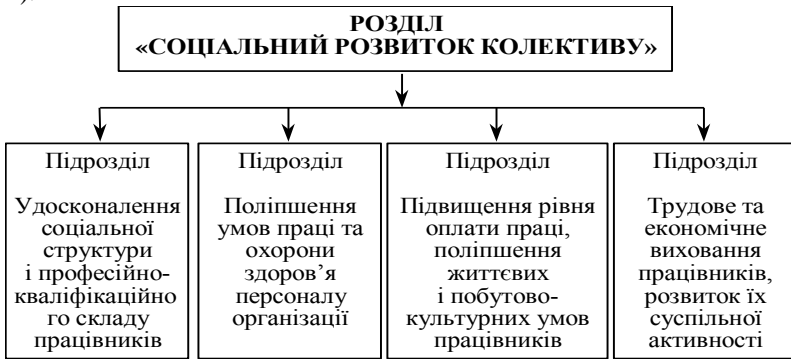 ).
РОЗДІЛ
«СОЦІАЛЬНИЙ РОЗВИТОК КОЛЕКТИВУ»
Підрозділ
Удосконалення
соціальної
структури
і професійно-
кваліфікаційно
го складу
працівників
Підрозділ
Поліпшення
умов праці та
охорони
здоров’я
персоналу
організації
Підрозділ
Підвищення рівня
оплати праці,
поліпшення
життєвих
і побутово-
культурних умов
працівників
Підрозділ
Трудове та
економічне
виховання
працівників,
розвиток їх
суспільної
активності